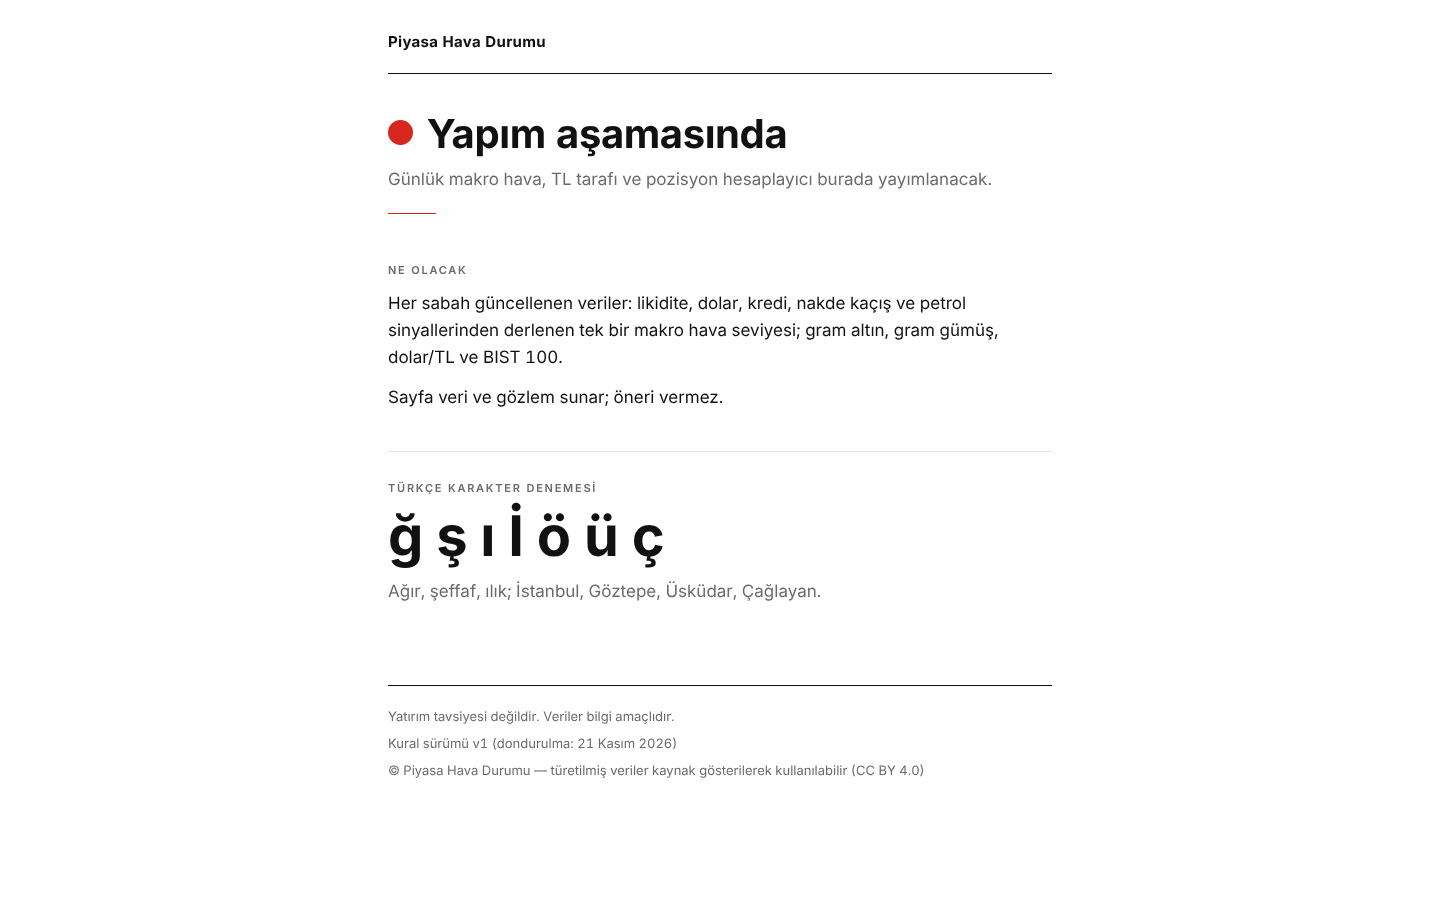 Piyasa Hava Durumu
Yapım aşamasında
Günlük makro hava, TL tarafı ve pozisyon hesaplayıcı burada yayımlanacak.
NE OLACAK
Her sabah güncellenen veriler: likidite, dolar, kredi, nakde kaçış ve petrol
sinyallerinden derlenen tek bir makro hava seviyesi; gram altın, gram gümüş,
dolar/TL ve BIST 100.
Sayfa veri ve gözlem sunar; öneri vermez.
TÜRKÇE KARAKTER DENEMESİ
ğ ş ı İ ö ü ç
Ağır, şeffaf, ılık; İstanbul, Göztepe, Üsküdar, Çağlayan.
Yatırım tavsiyesi değildir. Veriler bilgi amaçlıdır.
Kural sürümü v1 (dondurulma: 21 Kasım 2026)
© Piyasa Hava Durumu — türetilmiş veriler kaynak gösterilerek kullanılabilir (CC BY 4.0)